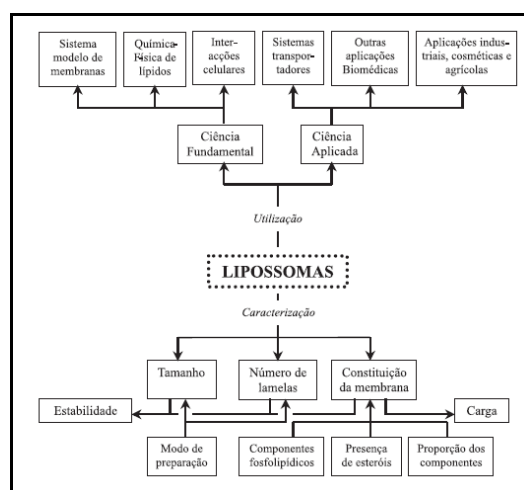 Sistema
modelo de
membranas
Química-
Física de
lípidos
Inter-
acções
celulares
Sistemas
transpor-
tadores
Outras
aplicações
Biomédicas
Aplicações indus-
triais, cosméticas e
agrícolas
Ciência
Fundamental
Ciência
Aplicada
Utilização
LIPOSSOMAS
Caracterização
Tamanho
Número de
lamelas
Constituição
da membrana
Estabilidade
Carga
Modo de
preparação
Componentes
fosfolipídicos
Presença
de esteróis
Proporção dos
componentes